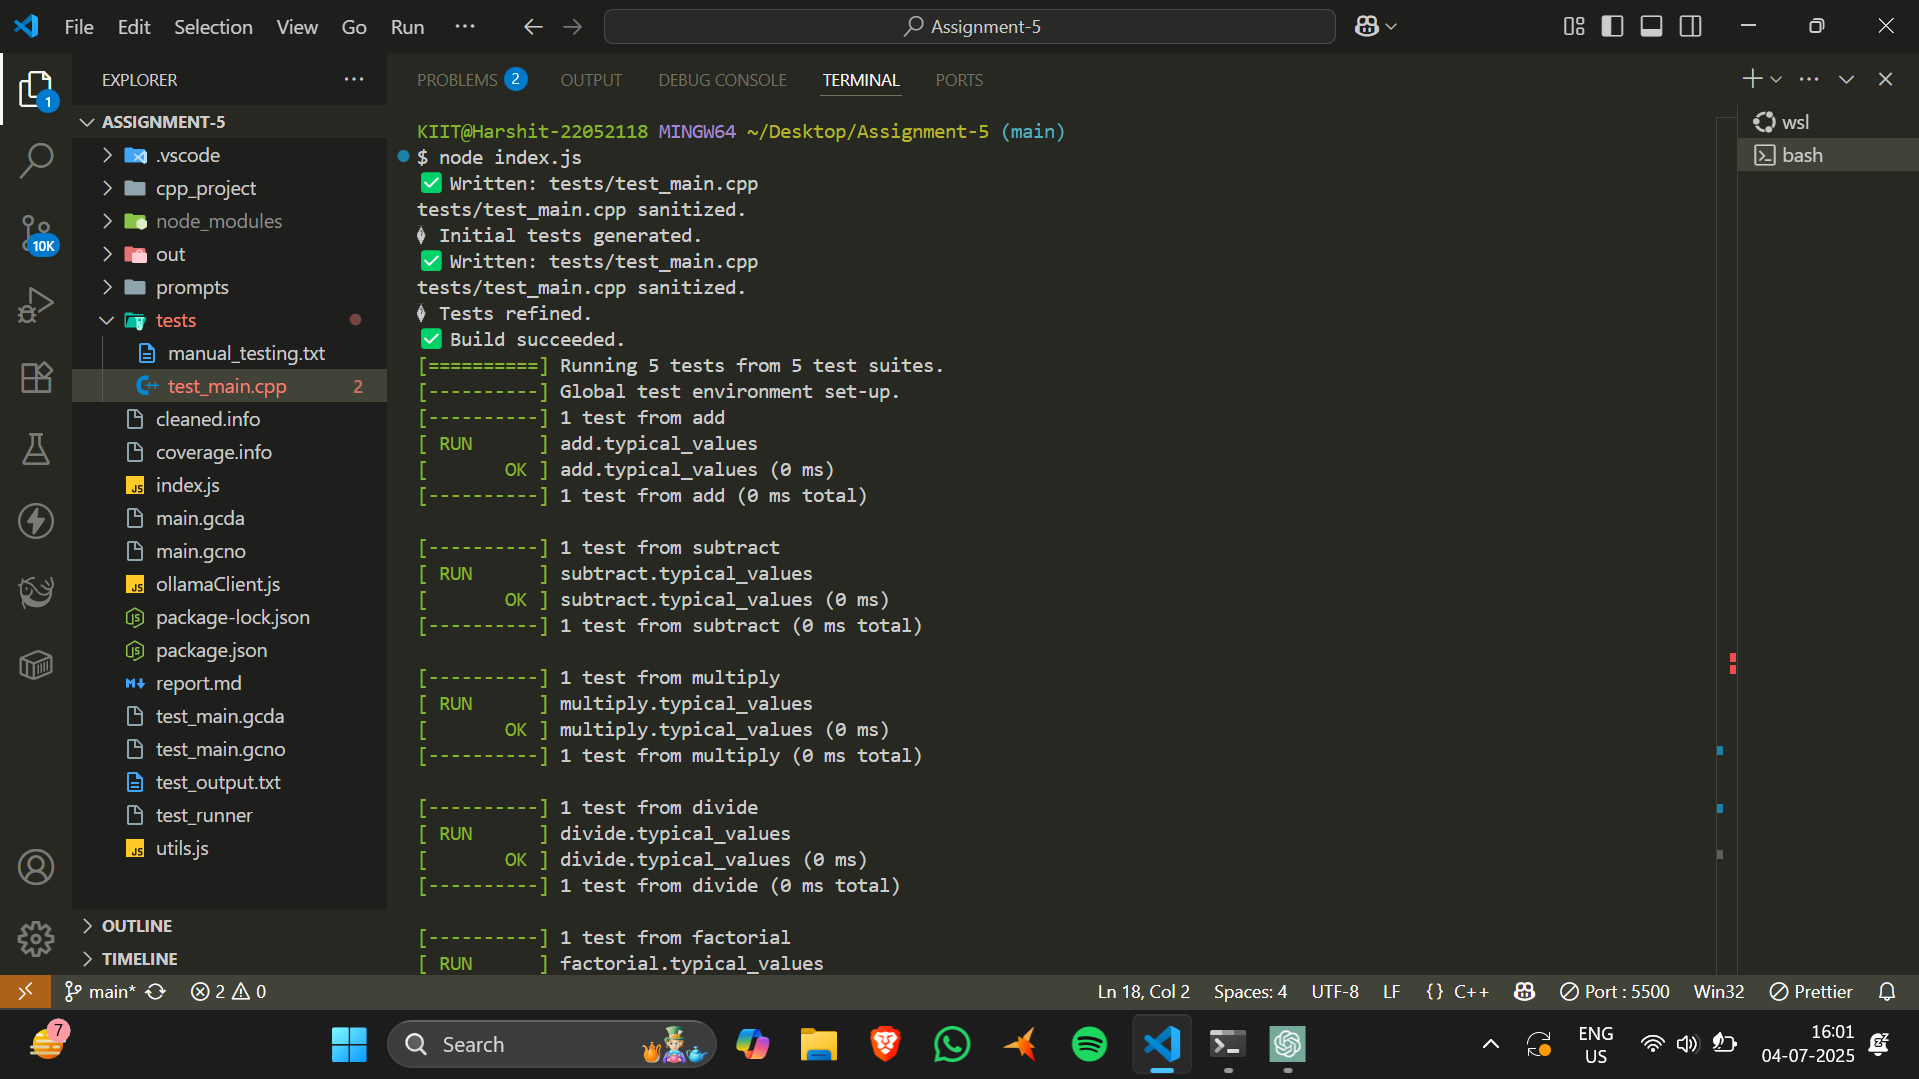 File Edit Selection View Go Run ···
Assignment-5
EXPLORER
ASSIGNMENT-5
.vscode
cpp_project
node_modules
out
prompts
tests
manual_testing.txt
test_main.cpp 2
cleaned.info
coverage.info
JS index.js
main.gcda
main.gcno
JS ollamaClient.js
package-lock.json
package.json
report.md
test_main.gcda
test_main.gcno
test_output.txt
test_runner
JS utils.js
OUTLINE
TIMELINE
1
10K
PROBLEMS 2 OUTPUT DEBUG CONSOLE TERMINAL PORTS
KIIT@Harshit-22052118 MINGW64 ~/Desktop/Assignment-5 (main)
$ node index.js
✅ Written: tests/test_main.cpp
tests/test_main.cpp sanitized.
Initial tests generated.
✅ Written: tests/test_main.cpp
tests/test_main.cpp sanitized.
Tests refined.
✅ Build succeeded.
[==========] Running 5 tests from 5 test suites.
[----------] Global test environment set-up.
[----------] 1 test from add
[ RUN      ] add.typical_values
[       OK ] add.typical_values (0 ms)
[----------] 1 test from add (0 ms total)
[----------] 1 test from subtract
[ RUN      ] subtract.typical_values
[       OK ] subtract.typical_values (0 ms)
[----------] 1 test from subtract (0 ms total)
[----------] 1 test from multiply
[ RUN      ] multiply.typical_values
[       OK ] multiply.typical_values (0 ms)
[----------] 1 test from multiply (0 ms total)
[----------] 1 test from divide
[ RUN      ] divide.typical_values
[       OK ] divide.typical_values (0 ms)
[----------] 1 test from divide (0 ms total)
[----------] 1 test from factorial
[ RUN      ] factorial.typical_values
wsl
bash
main* 2 0 Ln 18, Col 2 Spaces: 4 UTF-8 LF {} C++ Port : 5500 Win32 Prettier
7
Search
ENG
US
16:01
04-07-2025